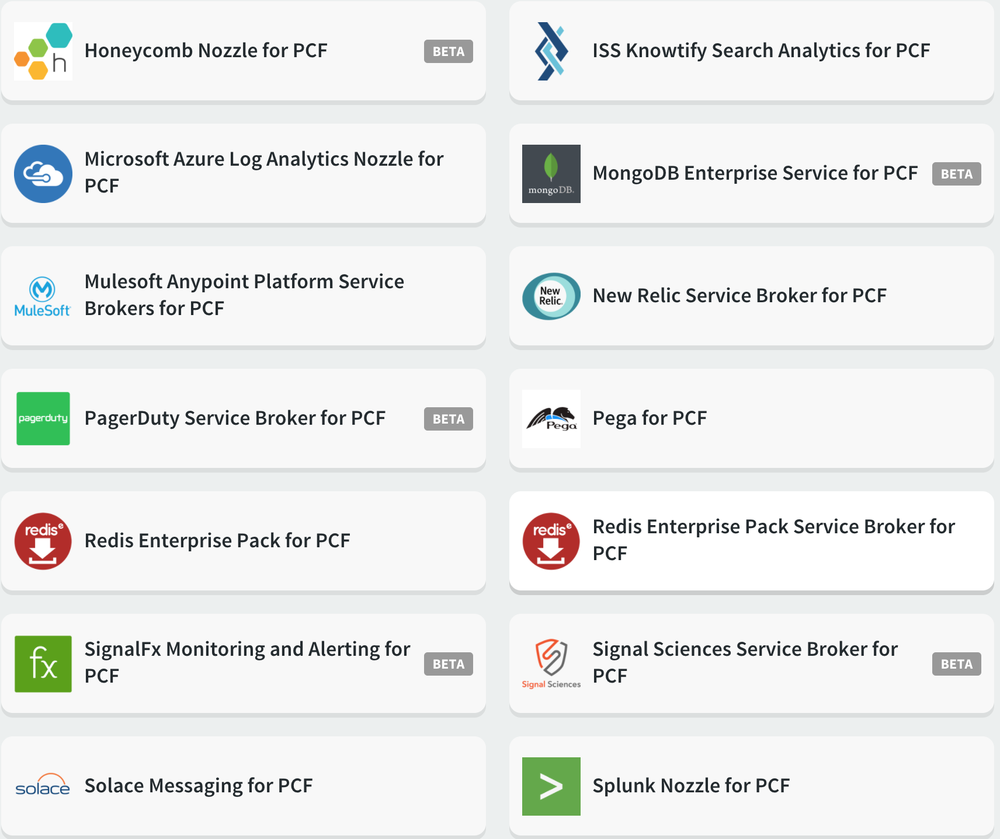 h
Honeycomb Nozzle for PCF
BETA
ISS Knowtify Search Analytics for PCF
Microsoft Azure Log Analytics Nozzle for
PCF
mongoDB.
MongoDB Enterprise Service for PCF
BETA
MuleSoft
Mulesoft Anypoint Platform Service
Brokers for PCF
New
Relic.
New Relic Service Broker for PCF
pagerduty
PagerDuty Service Broker for PCF
BETA
Pega
Pega for PCF
redise
Redis Enterprise Pack for PCF
redise
Redis Enterprise Pack Service Broker for
PCF
fx
SignalFx Monitoring and Alerting for
PCF
BETA
Signal Sciences
Signal Sciences Service Broker for
PCF
BETA
solace
Solace Messaging for PCF
>
Splunk Nozzle for PCF